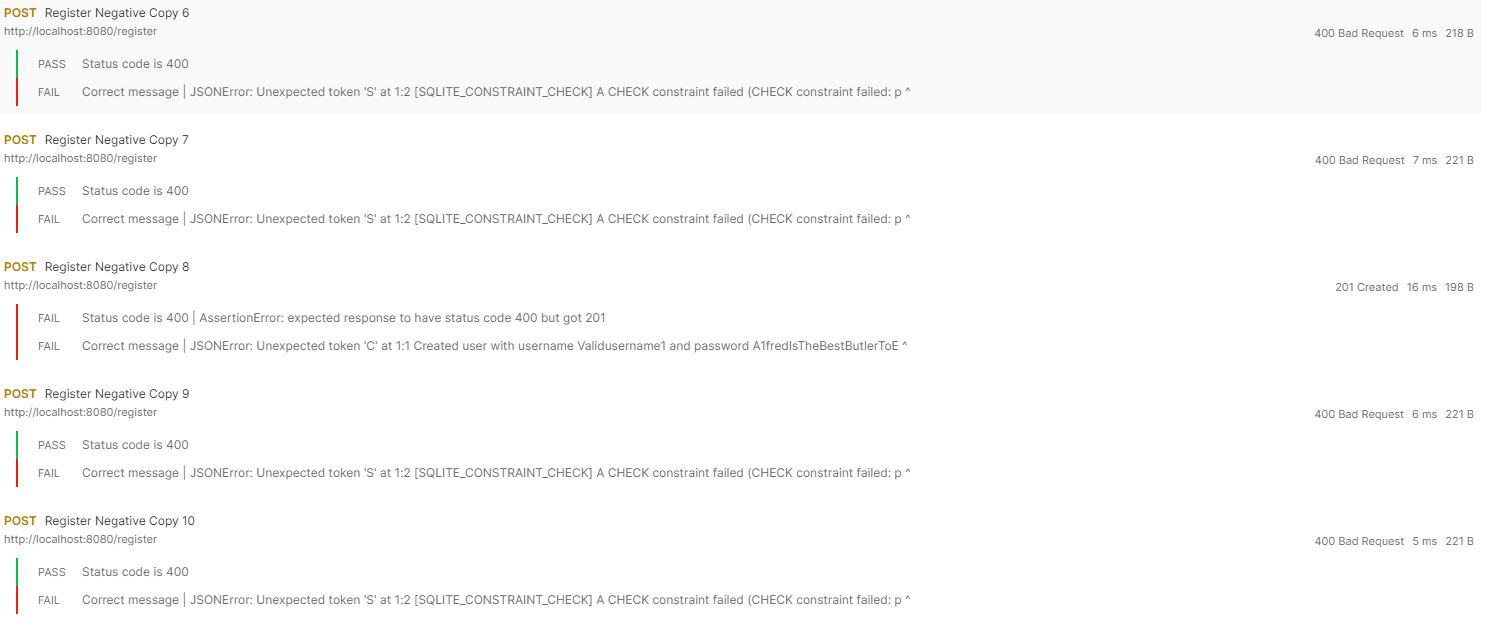 POST Register Negative Copy 6
http://localhost:8080/register
400 Bad Request 6 ms 218 B
PASS Status code is 400
FAIL Correct message | JSONError: Unexpected token 'S' at 1:2 [SQLITE_CONSTRAINT_CHECK] A CHECK constraint failed (CHECK constraint failed: p ^
POST Register Negative Copy 7
http://localhost:8080/register
400 Bad Request 7 ms 221 B
PASS Status code is 400
FAIL Correct message | JSONError: Unexpected token 'S' at 1:2 [SQLITE_CONSTRAINT_CHECK] A CHECK constraint failed (CHECK constraint failed: p ^
POST Register Negative Copy 8
http://localhost:8080/register
201 Created 16 ms 198 B
FAIL Status code is 400 | AssertionError: expected response to have status code 400 but got 201
FAIL Correct message | JSONError: Unexpected token 'C' at 1:1 Created user with username Validusername1 and password A1fredIsTheBestButlerToE ^
POST Register Negative Copy 9
http://localhost:8080/register
400 Bad Request 6 ms 221 B
PASS Status code is 400
FAIL Correct message | JSONError: Unexpected token 'S' at 1:2 [SQLITE_CONSTRAINT_CHECK] A CHECK constraint failed (CHECK constraint failed: p ^
POST Register Negative Copy 10
http://localhost:8080/register
400 Bad Request 5 ms 221 B
PASS Status code is 400
FAIL Correct message | JSONError: Unexpected token 'S' at 1:2 [SQLITE_CONSTRAINT_CHECK] A CHECK constraint failed (CHECK constraint failed: p ^